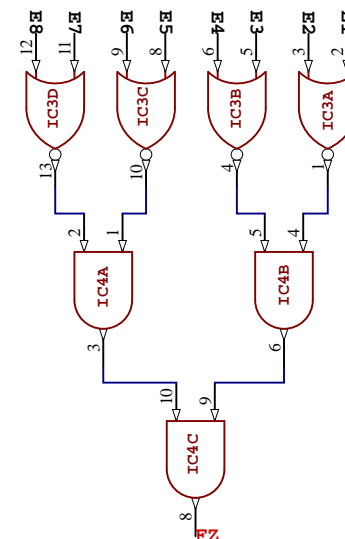 E8 E7 E6 E5 E4 E3 E2
12 11 9 8 6 5 3 2
IC3D IC3C IC3B IC3A
13 10 4 1
2 1 5 4
IC4A IC4B
3 6
10 9
IC4C
8
FZ